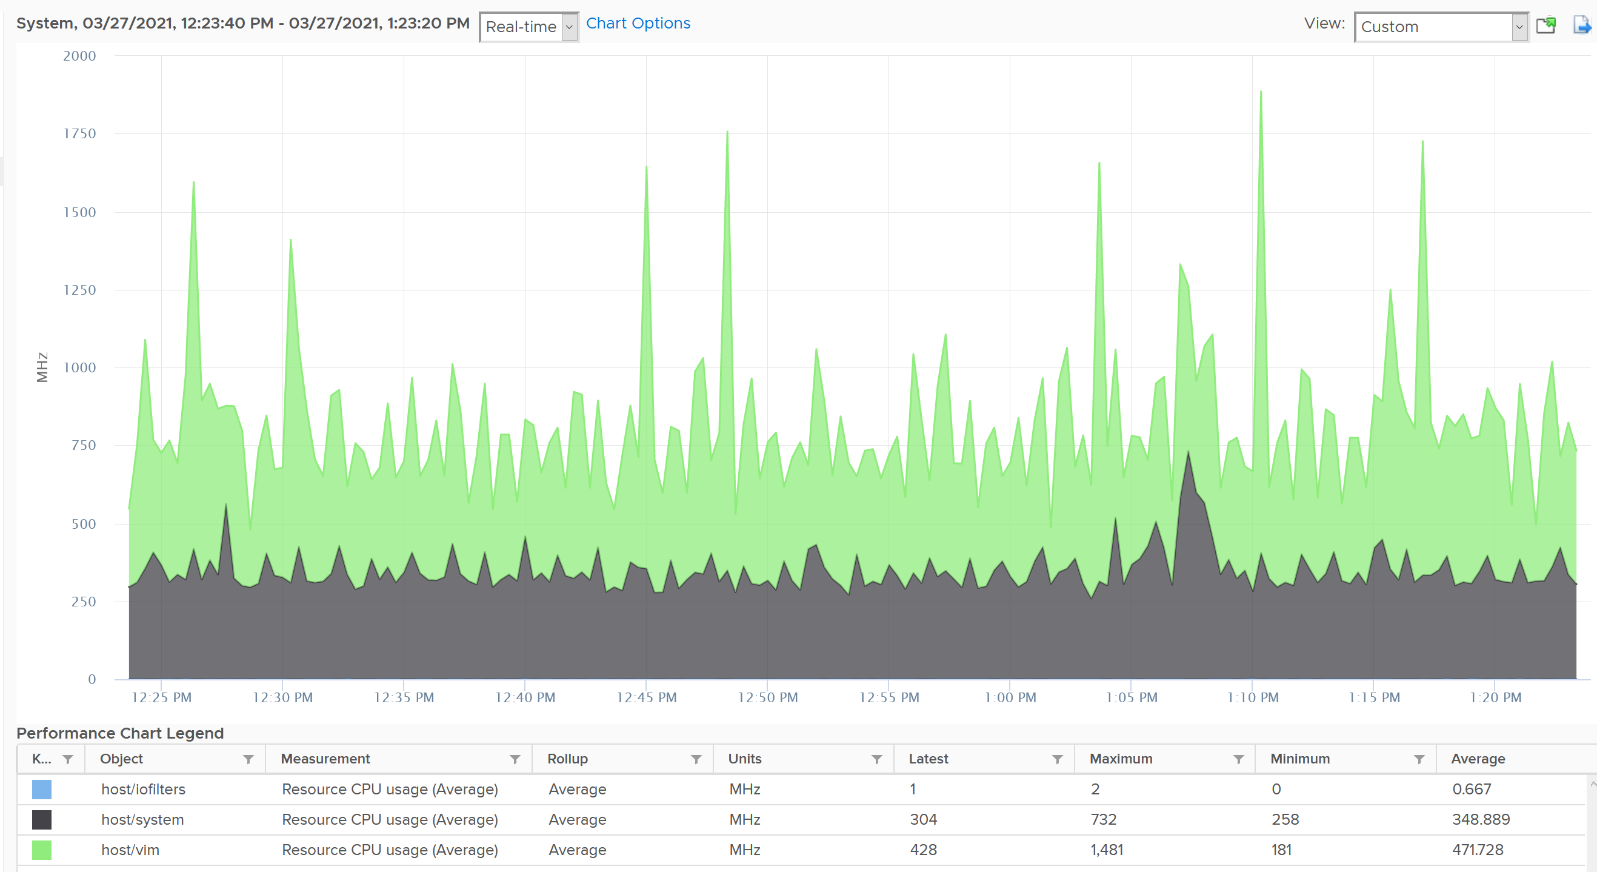 System, 03/27/2021, 12:23:40 PM - 03/27/2021, 1:23:20 PM Real-time Chart Options View: Custom
2000
1750
1500
1250
1000
750
500
250
0
MHz
12:25 PM 12:30 PM 12:35 PM 12:40 PM 12:45 PM 12:50 PM 12:55 PM 1:00 PM 1:05 PM 1:10 PM 1:15 PM 1:20 PM
Performance Chart Legend
K... Object Measurement Rollup Units Latest Maximum Minimum Average
host/iofilters Resource CPU usage (Average) Average MHz 1 2 0 0.667
host/system Resource CPU usage (Average) Average MHz 304 732 258 348.889
host/vim Resource CPU usage (Average) Average MHz 428 1,481 181 471.728